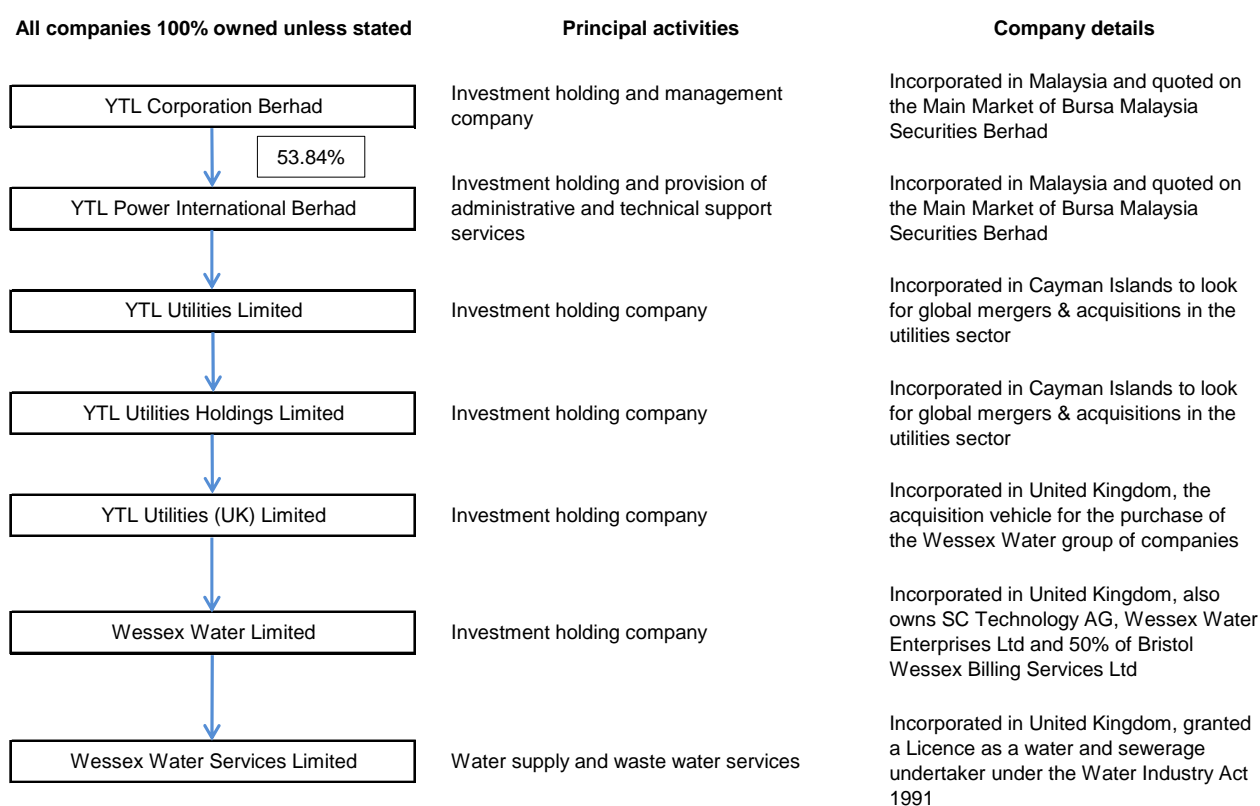 All companies 100% owned unless stated
Principal activities
Company details
YTL Corporation Berhad
Investment holding and management
company
Incorporated in Malaysia and quoted on
the Main Market of Bursa Malaysia
Securities Berhad
53.84%
YTL Power International Berhad
Investment holding and provision of
administrative and technical support
services
Incorporated in Malaysia and quoted on
the Main Market of Bursa Malaysia
Securities Berhad
YTL Utilities Limited
Investment holding company
Incorporated in Cayman Islands to look
for global mergers & acquisitions in the
utilities sector
YTL Utilities Holdings Limited
Investment holding company
Incorporated in Cayman Islands to look
for global mergers & acquisitions in the
utilities sector
YTL Utilities (UK) Limited
Investment holding company
Incorporated in United Kingdom, the
acquisition vehicle for the purchase of
the Wessex Water group of companies
Wessex Water Limited
Investment holding company
Incorporated in United Kingdom, also
owns SC Technology AG, Wessex Water
Enterprises Ltd and 50% of Bristol
Wessex Billing Services Ltd
Wessex Water Services Limited
Water supply and waste water services
Incorporated in United Kingdom, granted
a Licence as a water and sewerage
undertaker under the Water Industry Act
1991